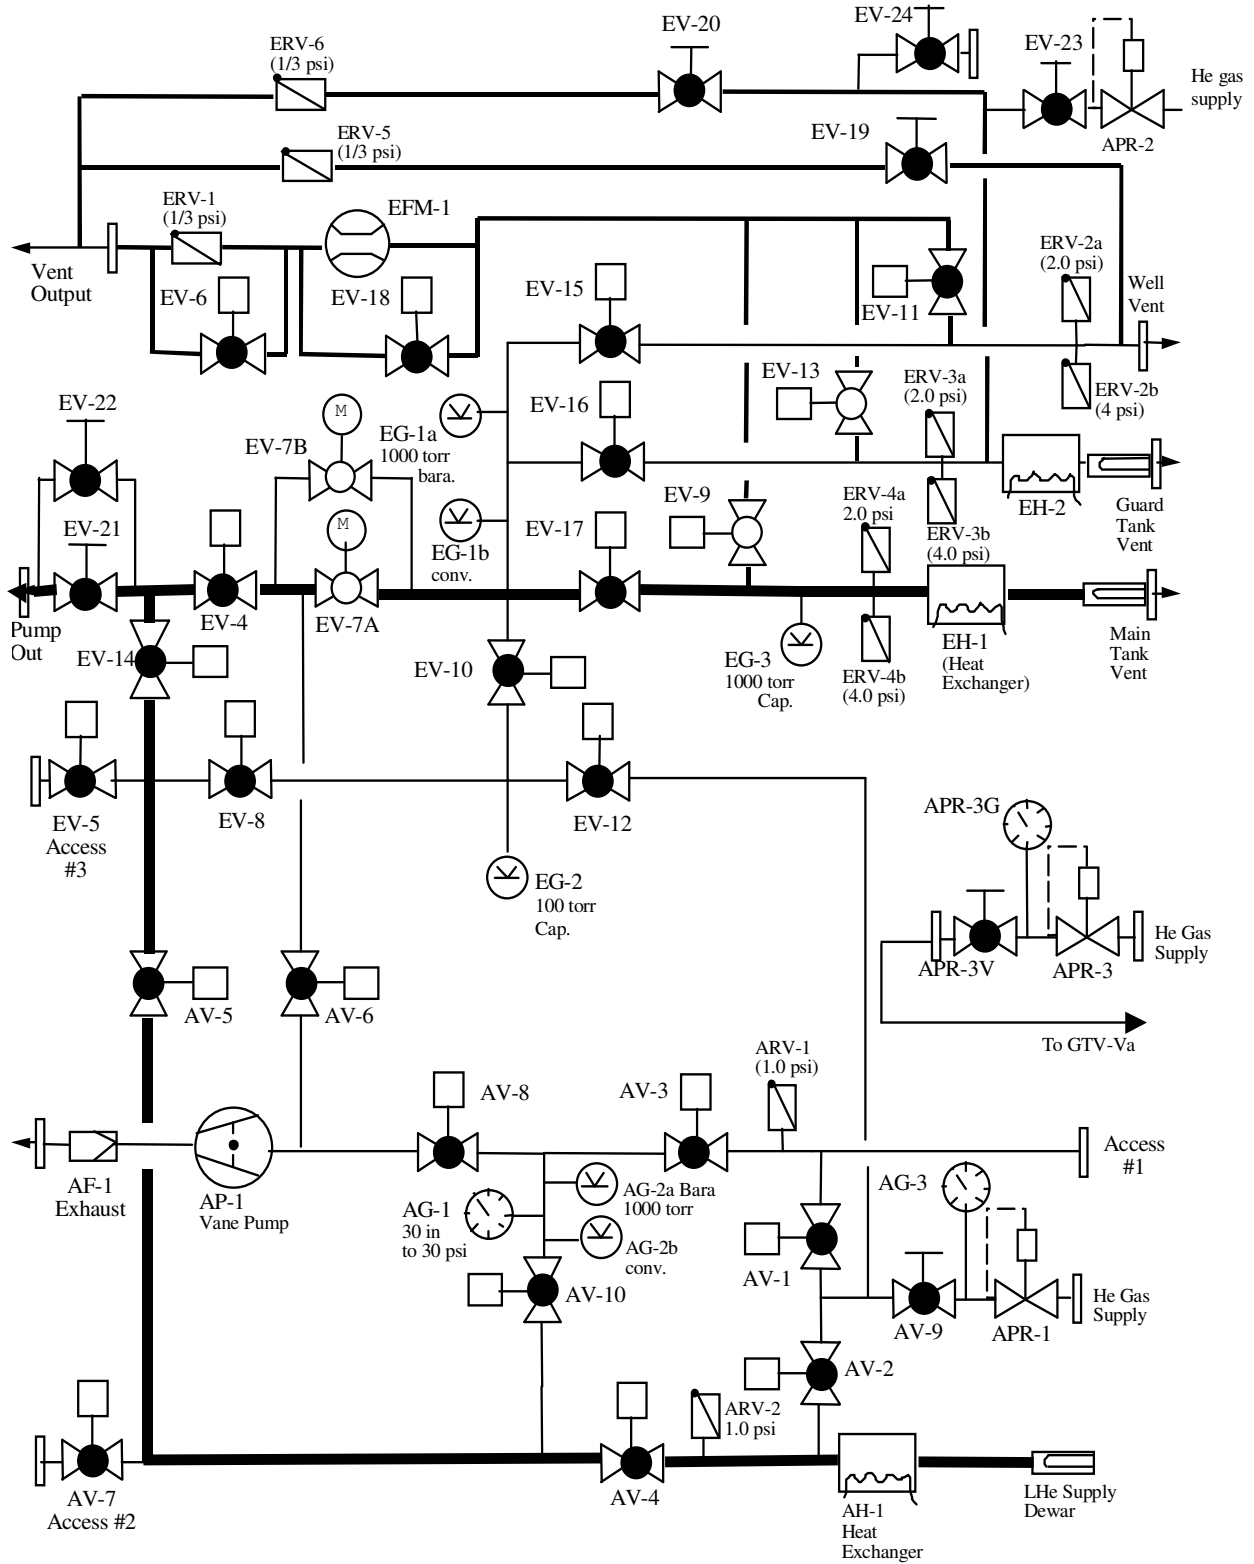 EV-24
EV-20
ERV-6
(1/3 psi)
EV-23
He gas
supply
ERV-5
(1/3 psi)
EV-19
APR-2
ERV-1
(1/3 psi)
EFM-1
Vent
Output
EV-6
EV-18
EV-15
EV-11
ERV-2a
(2.0 psi)
Well
Vent
EV-22
EV-7B
M
EG-1a
1000 torr
bara.
EV-16
EV-13
ERV-3a
(2.0 psi)
ERV-2b
(4 psi)
EV-21
M
EG-1b
conv.
EV-17
EV-9
ERV-4a
2.0 psi
ERV-3b
(4.0 psi)
EH-2
Guard
Tank
Vent
Pump
Out
EV-4
EV-7A
EV-14
EV-10
EG-3
1000 torr
Cap.
ERV-4b
(4.0 psi)
EH-1
(Heat
Exchanger)
Main
Tank
Vent
EV-5
Access
#3
EV-8
EV-12
APR-3G
EG-2
100 torr
Cap.
APR-3V
APR-3
He Gas
Supply
AV-5
AV-6
To GTV-Va
ARV-1
(1.0 psi)
AV-8
AV-3
Access
#1
AF-1
Exhaust
AP-1
Vane Pump
AG-1
30 in
to 30 psi
AG-2a Bara
1000 torr
AG-2b
conv.
AG-3
AV-1
AV-10
AV-9
APR-1
He Gas
Supply
AV-2
ARV-2
1.0 psi
AV-7
Access #2
AV-4
AH-1
Heat
Exchanger
LHe Supply
Dewar